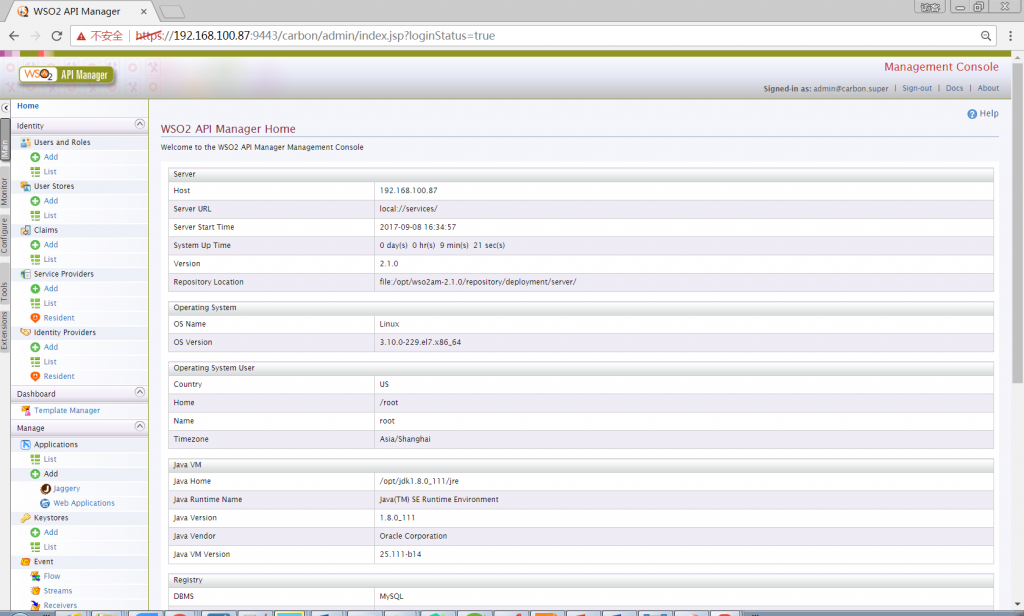 WSO2 API Manager
访客
不安全 https://192.168.100.87:9443/carbon/admin/index.jsp?loginStatus=true
WSO2 API Manager
Management Console
Signed-in as: admin@carbon.super | Sign-out | Docs | About
Main
Monitor
Configure
Tools
Extensions
Home
Identity
Users and Roles
Add
List
User Stores
Add
List
Claims
Add
List
Service Providers
Add
List
Resident
Identity Providers
Add
List
Resident
Dashboard
Template Manager
Manage
Applications
List
Add
Jaggery
Web Applications
Keystores
Add
List
Event
Flow
Streams
Receivers
Help
WSO2 API Manager Home
Welcome to the WSO2 API Manager Management Console
Server
Host 192.168.100.87
Server URL local://services/
Server Start Time 2017-09-08 16:34:57
System Up Time 0 day(s) 0 hr(s) 9 min(s) 21 sec(s)
Version 2.1.0
Repository Location file:/opt/wso2am-2.1.0/repository/deployment/server/
Operating System
OS Name Linux
OS Version 3.10.0-229.el7.x86_64
Operating System User
Country US
Home /root
Name root
Timezone Asia/Shanghai
Java VM
Java Home /opt/jdk1.8.0_111/jre
Java Runtime Name Java(TM) SE Runtime Environment
Java Version 1.8.0_111
Java Vendor Oracle Corporation
Java VM Version 25.111-b14
Registry
DBMS MySQL